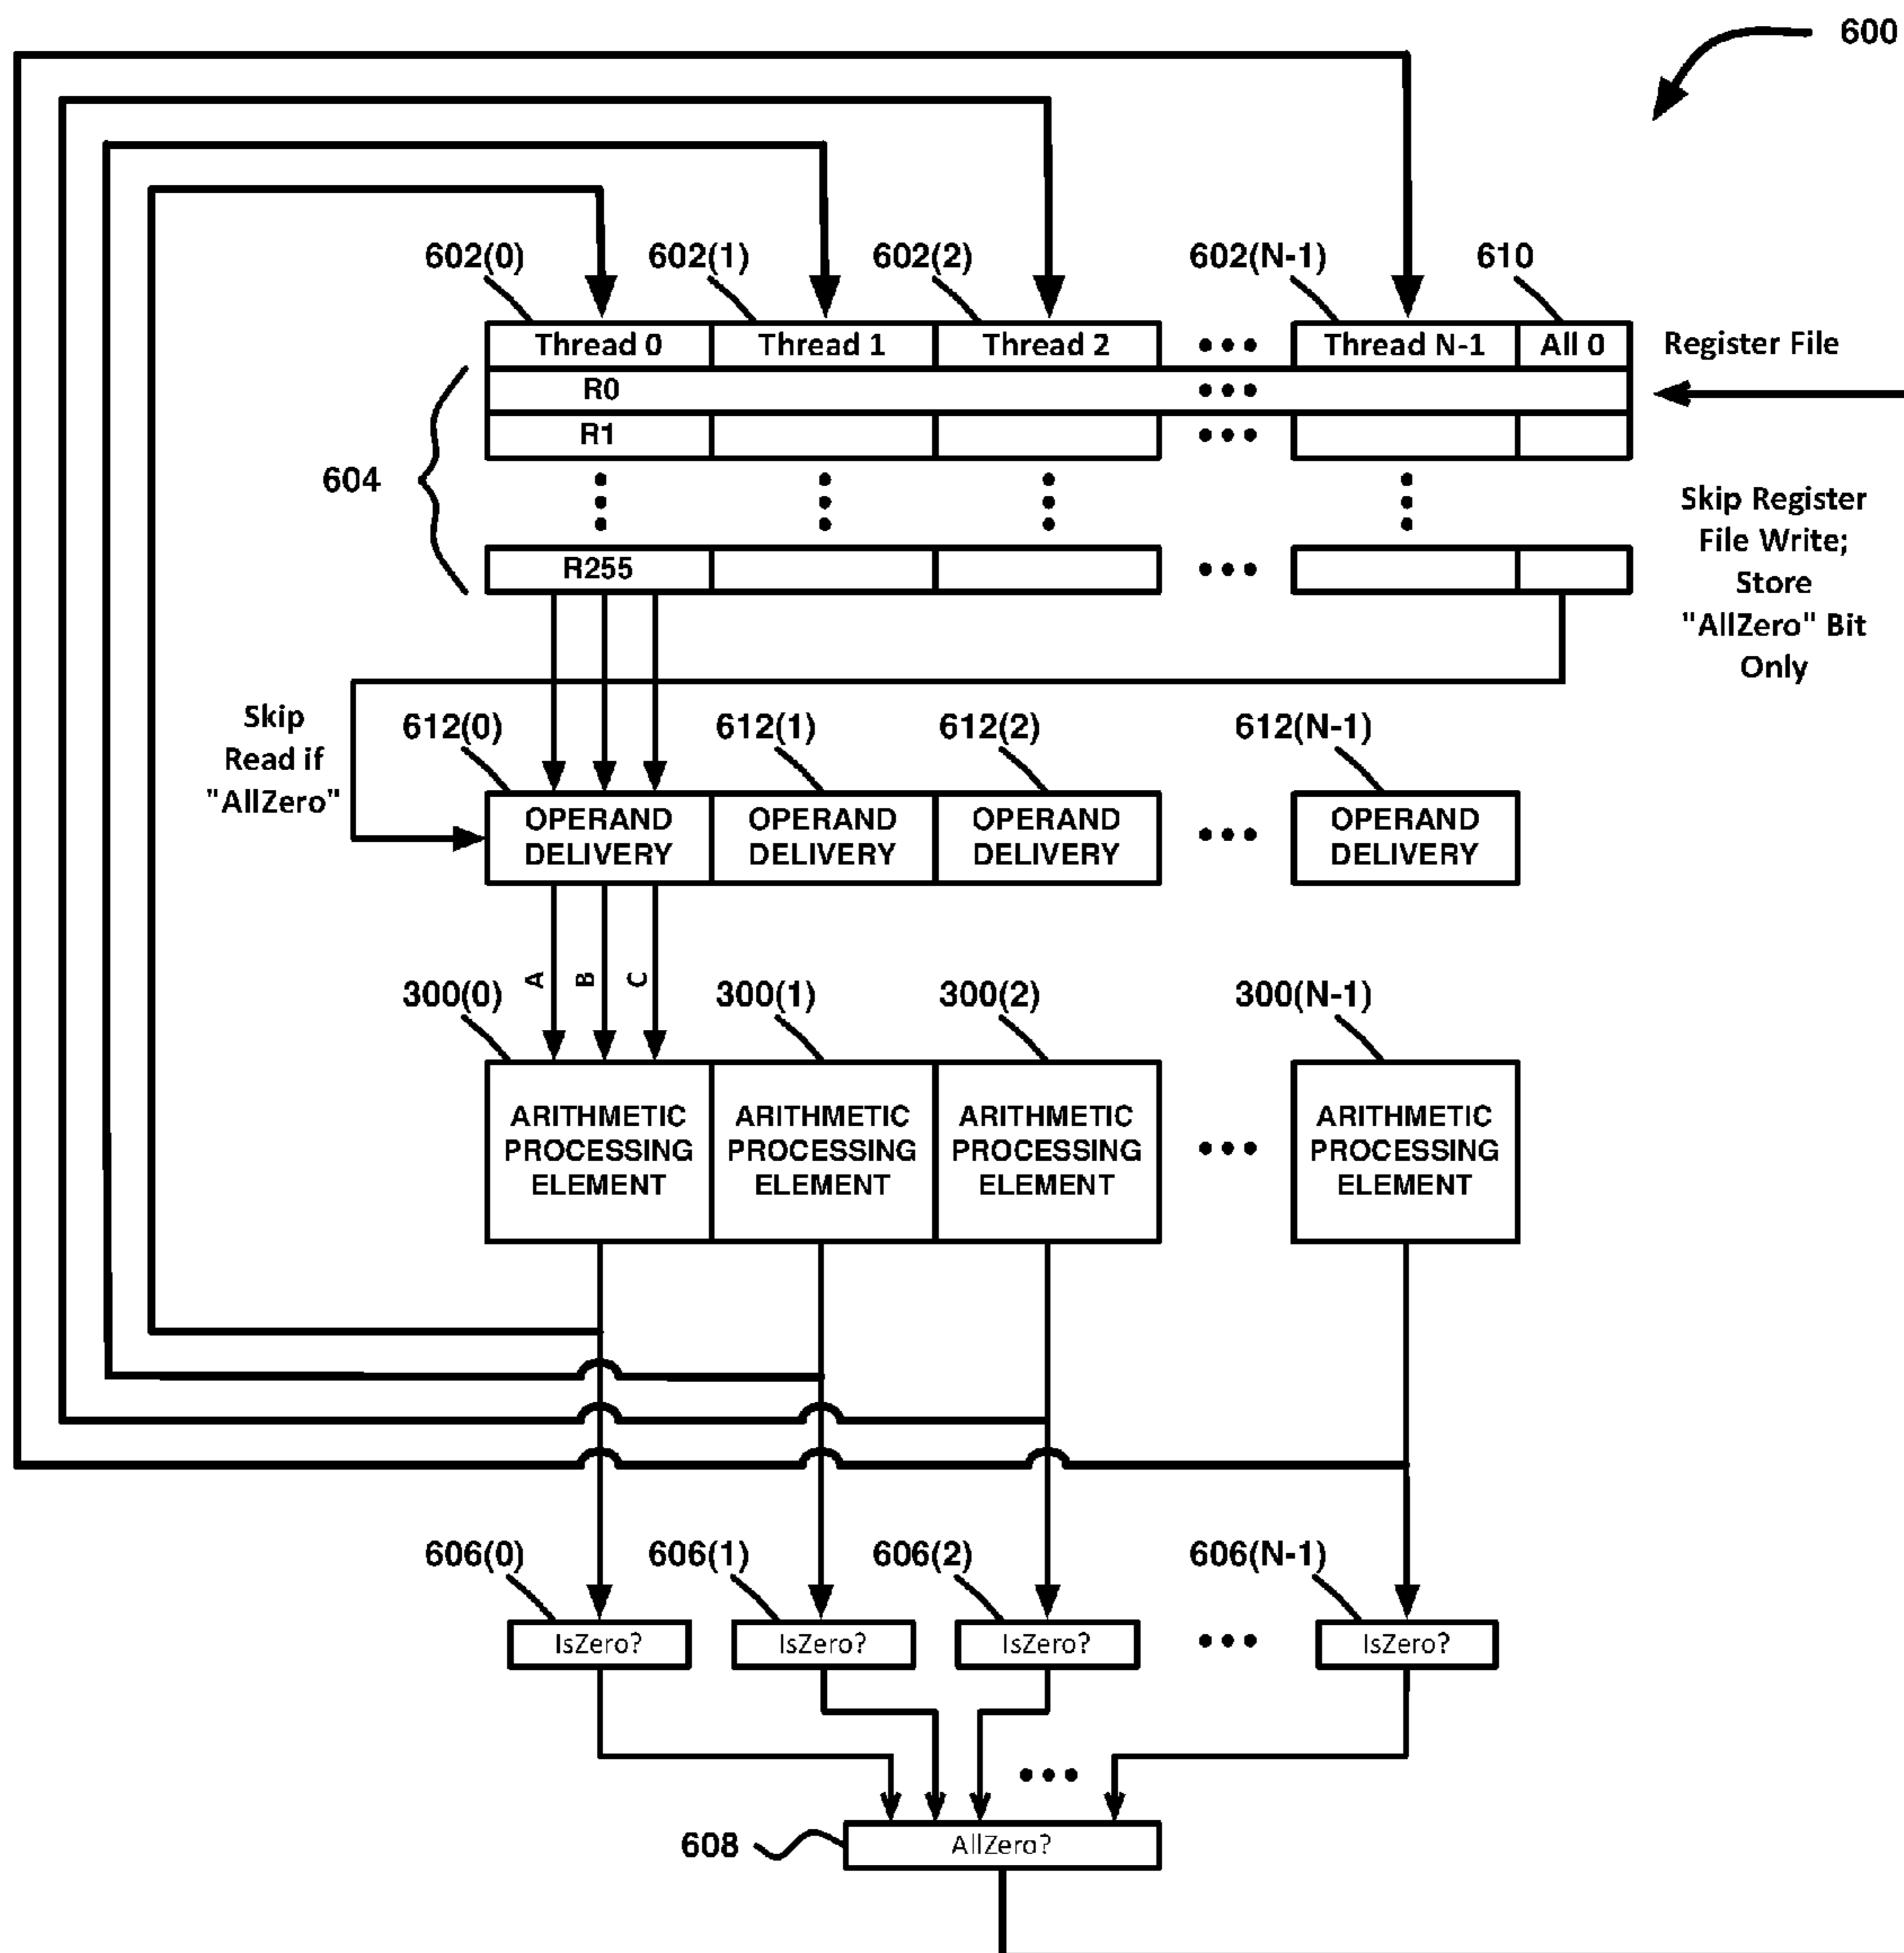 600
602(0) 602(1) 602(2) 602(N-1) 610
Thread 0 Thread 1 Thread 2 ••• Thread N-1 All 0
Register File
R0 •••
R1 •••
604
R255 •••
Skip Register
File Write;
Store
"AllZero" Bit
Only
Skip
Read if
"AllZero"
612(0) 612(1) 612(2) 612(N-1)
OPERAND
DELIVERY
OPERAND
DELIVERY
OPERAND
DELIVERY
•••
OPERAND
DELIVERY
A B C
300(0) 300(1) 300(2) 300(N-1)
ARITHMETIC
PROCESSING
ELEMENT
ARITHMETIC
PROCESSING
ELEMENT
ARITHMETIC
PROCESSING
ELEMENT
•••
ARITHMETIC
PROCESSING
ELEMENT
606(0) 606(1) 606(2) 606(N-1)
IsZero? IsZero? IsZero? ••• IsZero?
•••
608
AllZero?